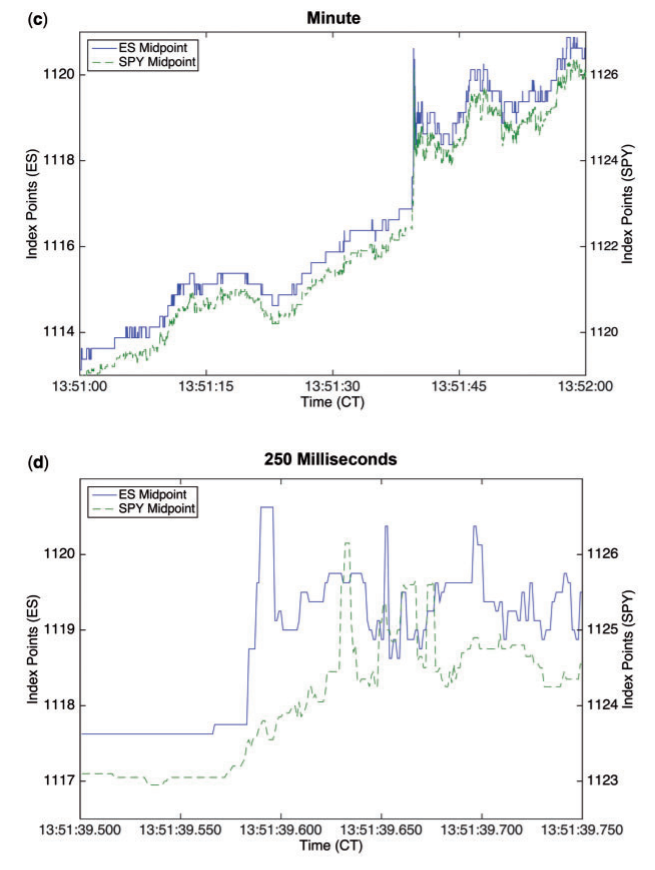 (c)
Minute
ES Midpoint
SPY Midpoint
1120
1118
1116
1114
Index Points (ES)
1126
1124
1122
1120
Index Points (SPY)
13:51:00 13:51:15 13:51:30 13:51:45 13:52:00
Time (CT)
(d)
250 Milliseconds
ES Midpoint
SPY Midpoint
1120
1119
1118
1117
Index Points (ES)
1126
1125
1124
1123
Index Points (SPY)
13:51:39.500 13:51:39.550 13:51:39.600 13:51:39.650 13:51:39.700 13:51:39.750
Time (CT)